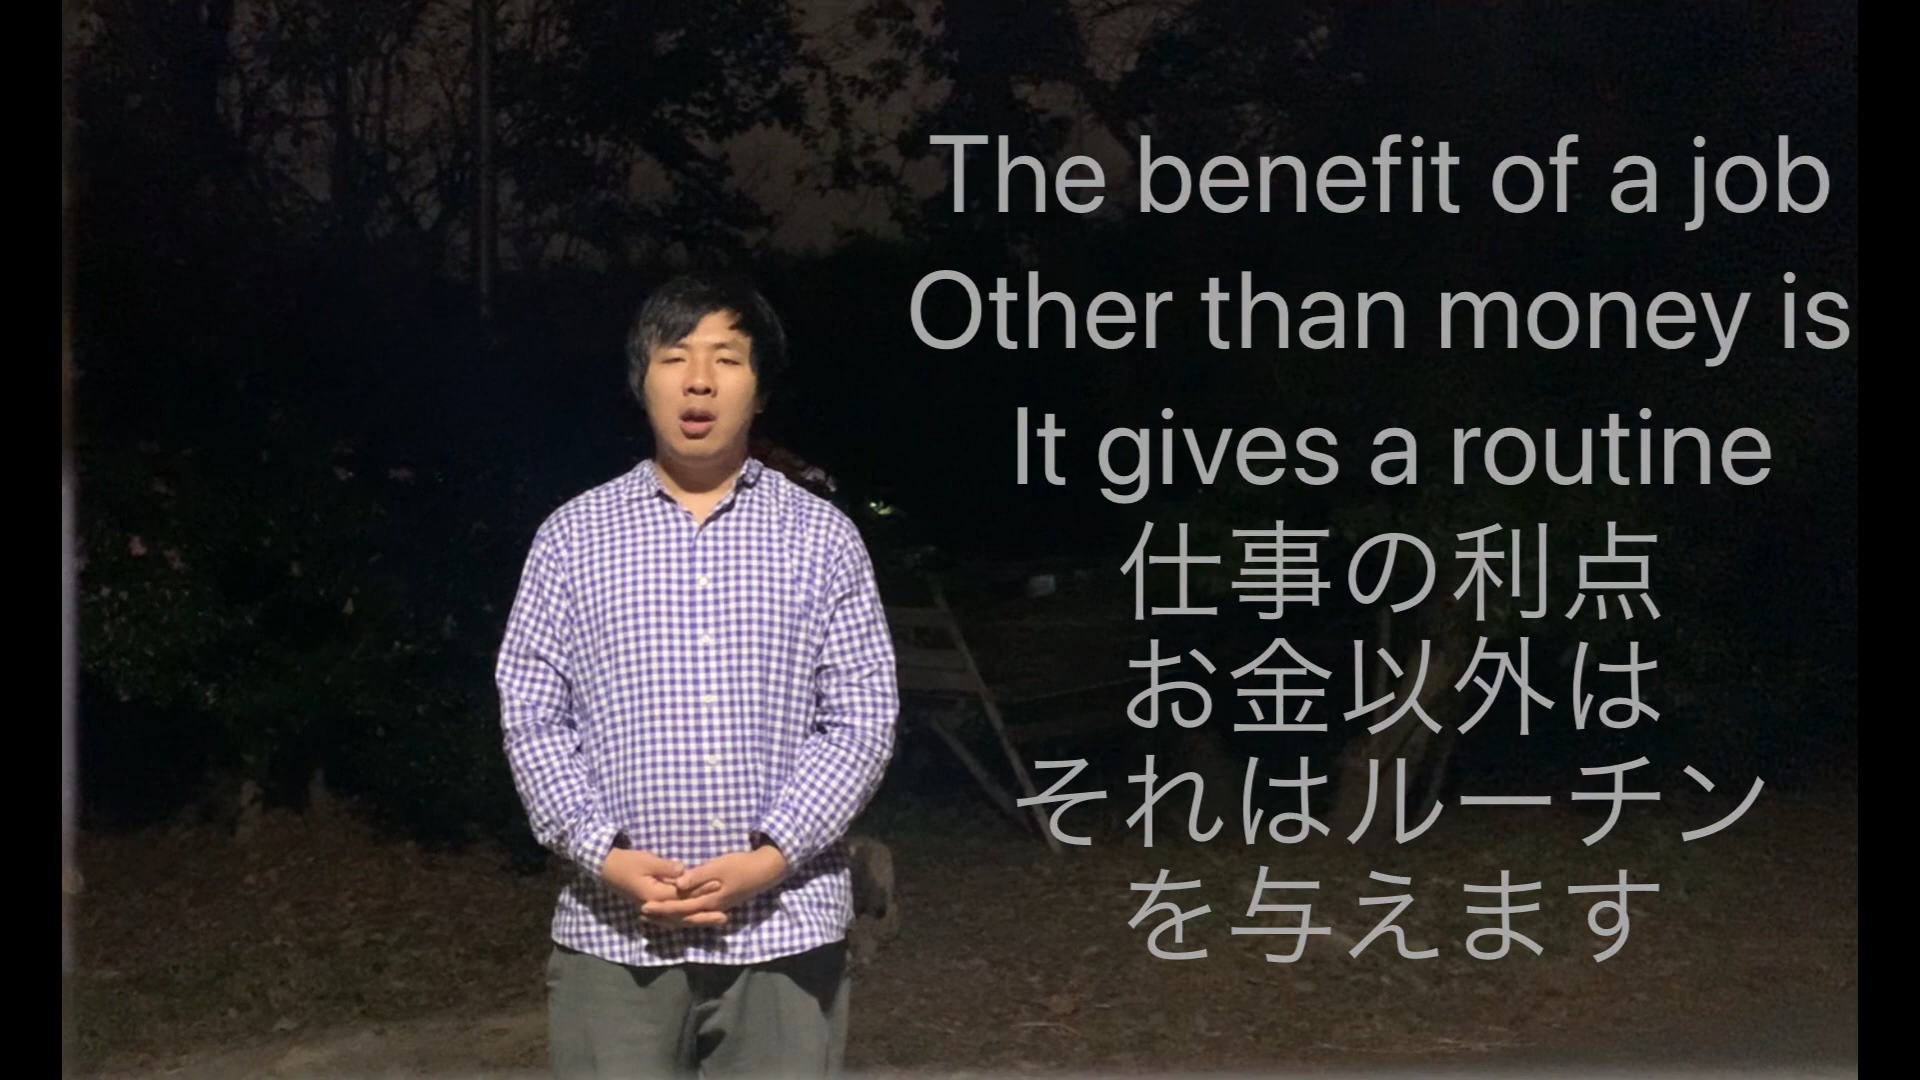 The benefit of a job
Other than money is
It gives a routine
仕事の利点
お金以外は
それはルーチン
を与えます